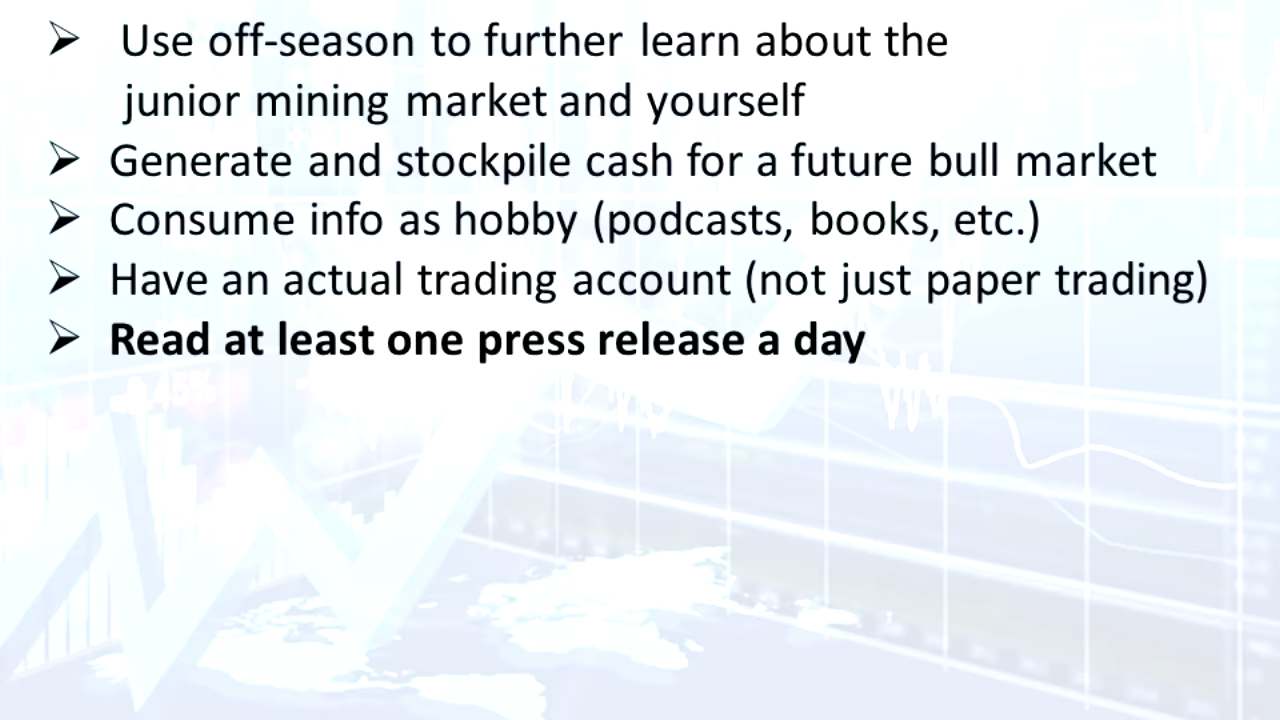 ➢ Use off-season to further learn about the
junior mining market and yourself
➢ Generate and stockpile cash for a future bull market
➢ Consume info as hobby (podcasts, books, etc.)
➢ Have an actual trading account (not just paper trading)
➢ Read at least one press release a day
45%